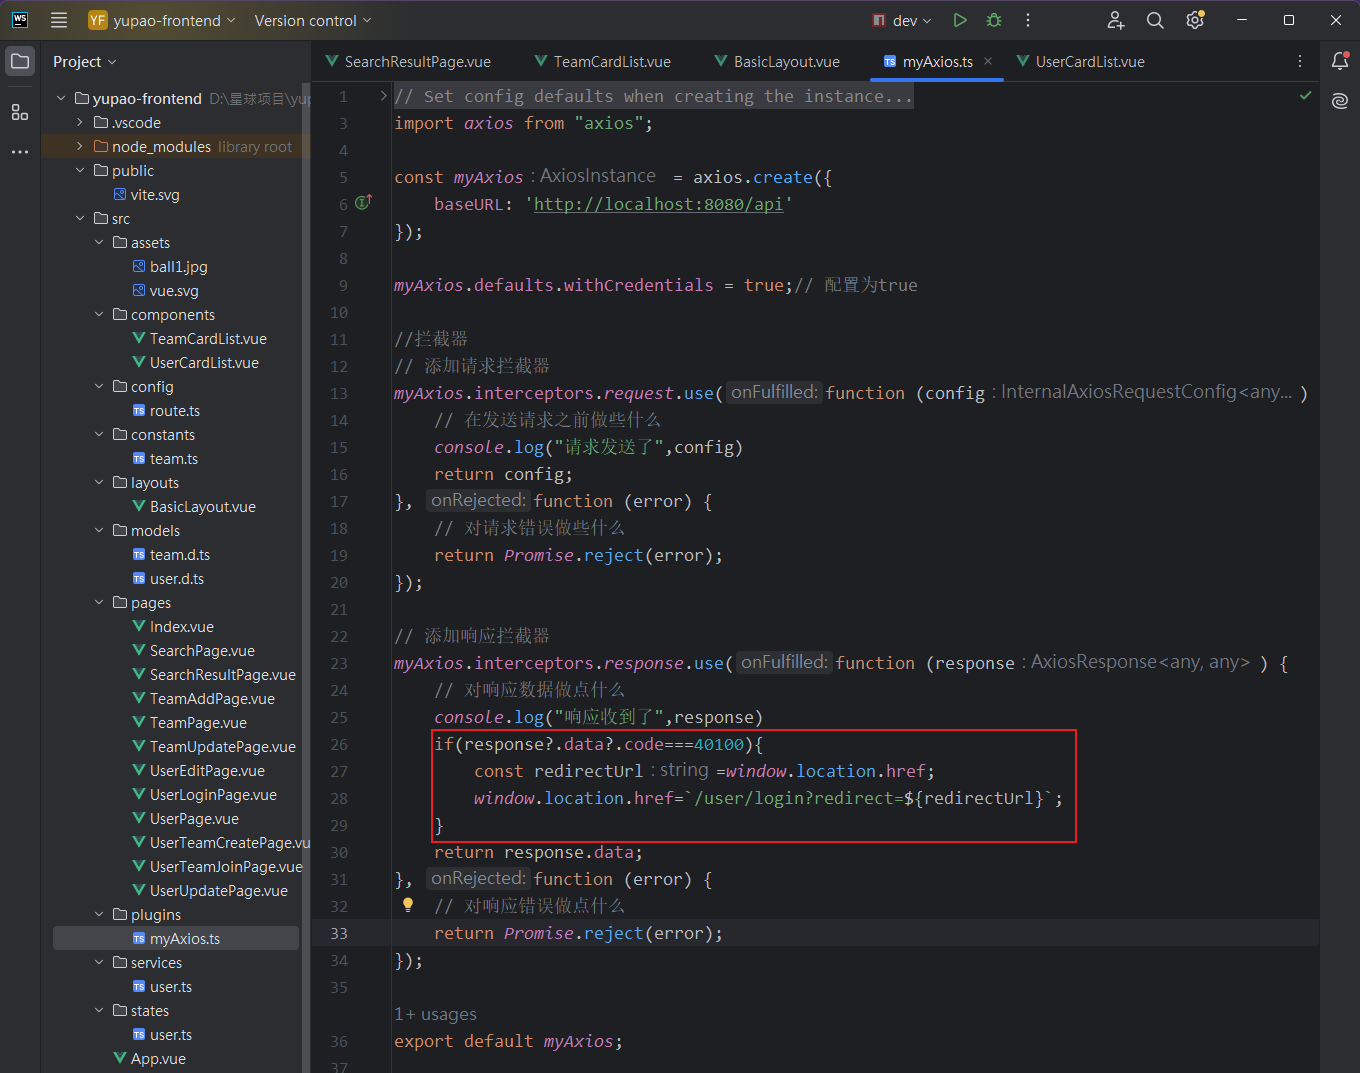 WS
YF yupao-frontend
Version control
dev
Project
SearchResultPage.vue
TeamCardList.vue
BasicLayout.vue
TS myAxios.ts
UserCardList.vue
yupao-frontend D:\星球项目\yup
.vscode
node_modules library root
public
vite.svg
src
assets
ball1.jpg
vue.svg
components
TeamCardList.vue
UserCardList.vue
config
TS route.ts
constants
TS team.ts
layouts
BasicLayout.vue
models
TS team.d.ts
TS user.d.ts
pages
Index.vue
SearchPage.vue
SearchResultPage.vue
TeamAddPage.vue
TeamPage.vue
TeamUpdatePage.vue
UserEditPage.vue
UserLoginPage.vue
UserPage.vue
UserTeamCreatePage.vu
UserTeamJoinPage.vue
UserUpdatePage.vue
plugins
TS myAxios.ts
services
TS user.ts
states
TS user.ts
App.vue
1 // Set config defaults when creating the instance...
3 import axios from "axios";
4
5 const myAxios : AxiosInstance = axios.create({
6 baseURL: 'http://localhost:8080/api'
7 });
8
9 myAxios.defaults.withCredentials = true;// 配置为true
10
11 //拦截器
12 // 添加请求拦截器
13 myAxios.interceptors.request.use( onFulfilled: function (config : InternalAxiosRequestConfig<any... )
14 // 在发送请求之前做些什么
15 console.log("请求发送了",config)
16 return config;
17 }, onRejected: function (error) {
18 // 对请求错误做些什么
19 return Promise.reject(error);
20 });
21
22 // 添加响应拦截器
23 myAxios.interceptors.response.use( onFulfilled: function (response : AxiosResponse<any, any> ) {
24 // 对响应数据做点什么
25 console.log("响应收到了",response)
26 if(response?.data?.code===40100){
27 const redirectUrl : string =window.location.href;
28 window.location.href=`/user/login?redirect=${redirectUrl}`;
29 }
30 return response.data;
31 }, onRejected: function (error) {
32 // 对响应错误做点什么
33 return Promise.reject(error);
34 });
35
1+ usages
36 export default myAxios;
37